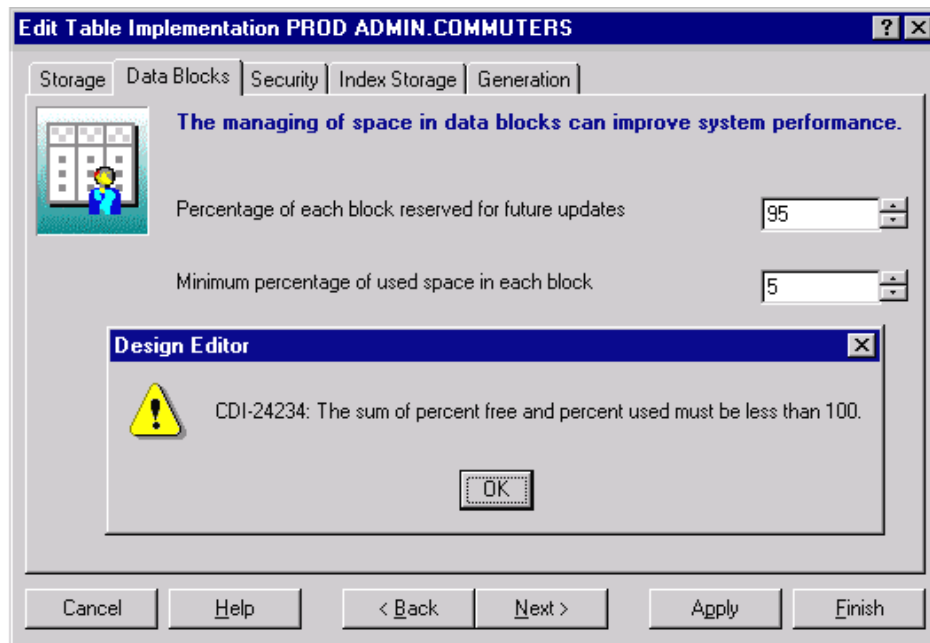 Edit Table Implementation PROD ADMIN.COMMUTERS
Storage Data Blocks Security Index Storage Generation
The managing of space in data blocks can improve system performance.
Percentage of each block reserved for future updates 95
Minimum percentage of used space in each block 5
Design Editor
CDI-24234: The sum of percent free and percent used must be less than 100.
OK
Cancel Help < Back Next > Apply Finish